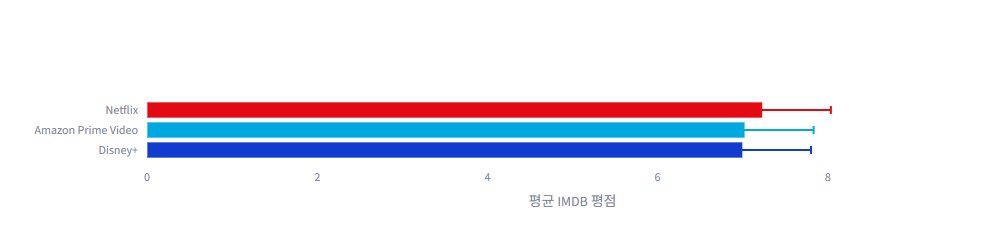 Netflix
Amazon Prime Video
Disney+
0 2 4 6 8
평균 IMDB 평점